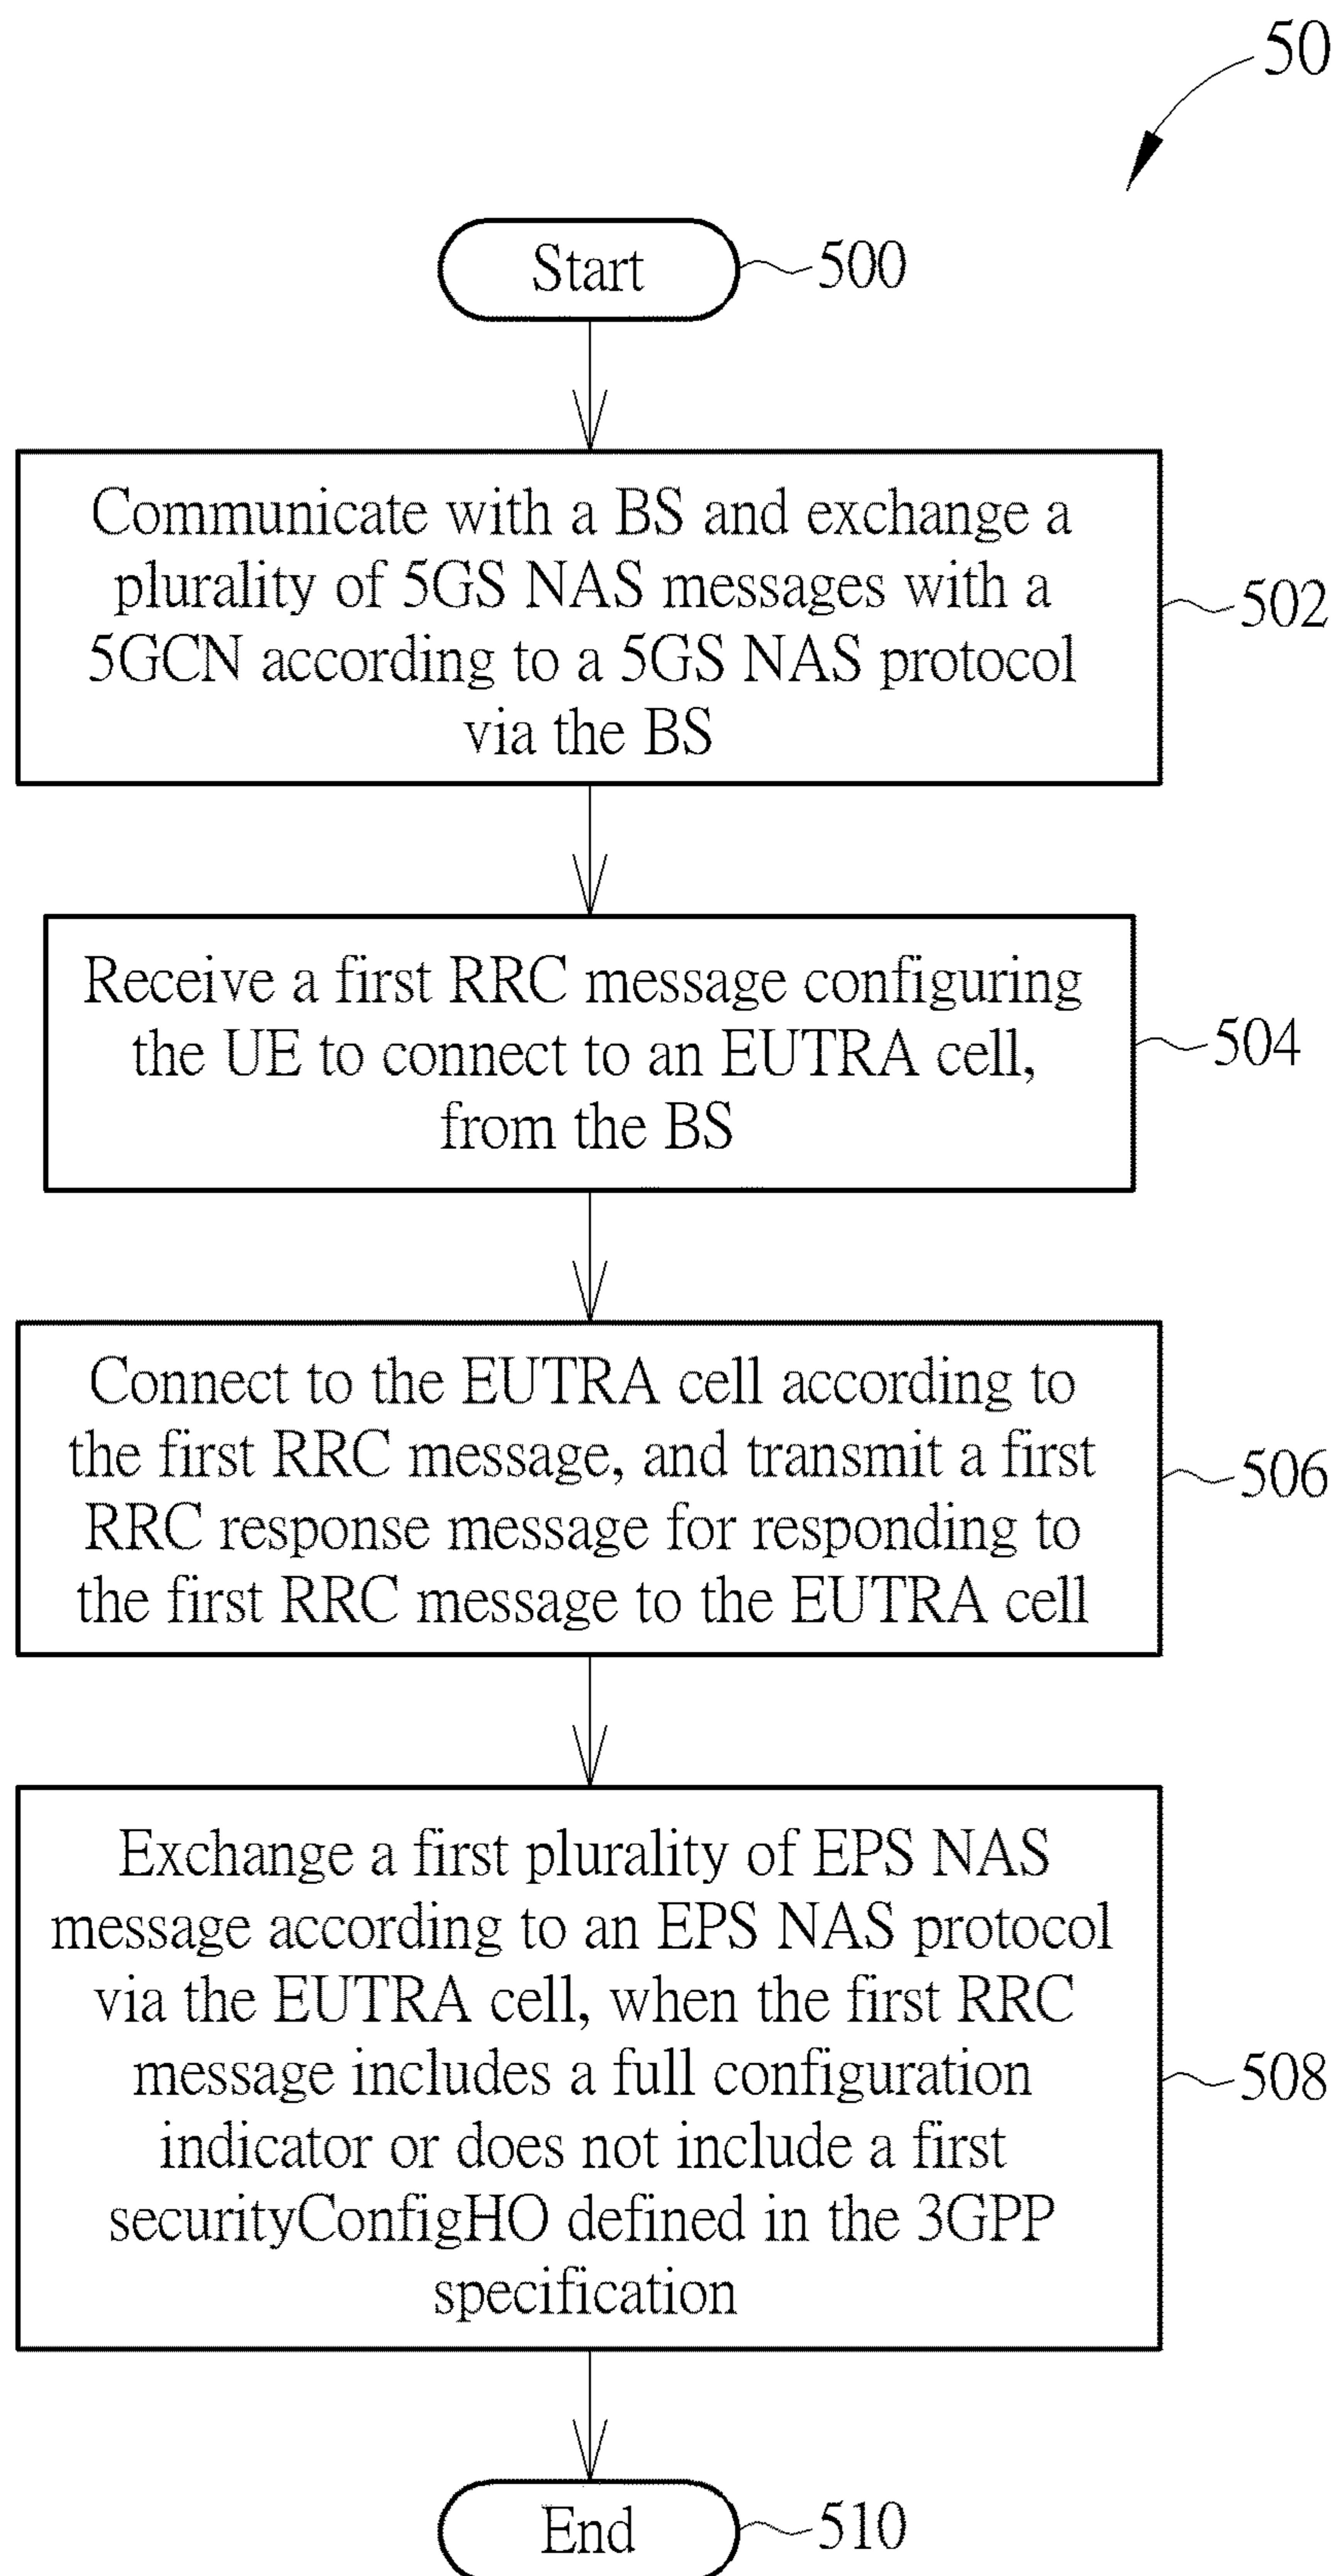 50
Start
500
Communicate with a BS and exchange a
plurality of 5GS NAS messages with a
5GCN according to a 5GS NAS protocol
via the BS
502
Receive a first RRC message configuring
the UE to connect to an EUTRA cell,
from the BS
504
Connect to the EUTRA cell according to
the first RRC message, and transmit a first
RRC response message for responding to
the first RRC message to the EUTRA cell
506
Exchange a first plurality of EPS NAS
message according to an EPS NAS protocol
via the EUTRA cell, when the first RRC
message includes a full configuration
indicator or does not include a first
securityConfigHO defined in the 3GPP
specification
508
End
510